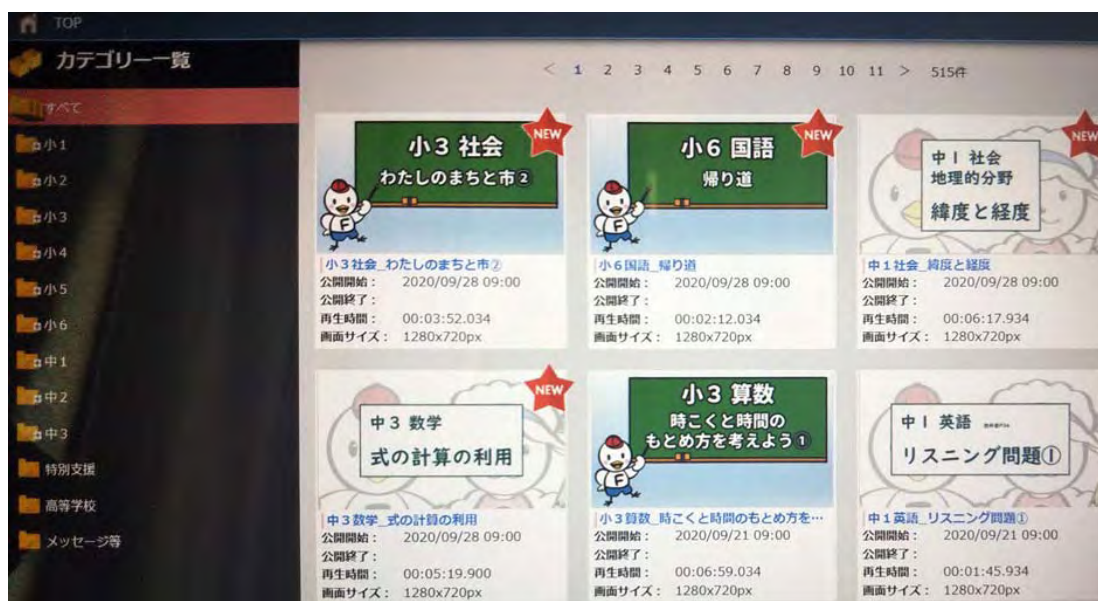 TOP
カテゴリー一覧
すべて
小1
小2
小3
小4
小5
小6
中1
中2
中3
特別支援
高等学校
メッセージ等
< 1 2 3 4 5 6 7 8 9 10 11 > 515件
NEW
小3 社会
わたしのまちと市②
F
小3社会_わたしのまちと市②
公開開始： 2020/09/28 09:00
公開終了：
再生時間： 00:03:52.034
画面サイズ： 1280x720px
NEW
小6 国語
帰り道
F
小6国語_帰り道
公開開始： 2020/09/28 09:00
公開終了：
再生時間： 00:02:12.034
画面サイズ： 1280x720px
NEW
中1 社会
地理的分野
緯度と経度
中1社会_緯度と経度
公開開始： 2020/09/28 09:00
公開終了：
再生時間： 00:06:17.934
画面サイズ： 1280x720px
NEW
中3 数学
式の計算の利用
中3数学_式の計算の利用
公開開始： 2020/09/28 09:00
公開終了：
再生時間： 00:05:19.900
画面サイズ： 1280x720px
小3 算数
時こくと時間の
もとめ方を考えよう①
F
小3算数_時こくと時間のもとめ方を…
公開開始： 2020/09/21 09:00
公開終了：
再生時間： 00:06:59.034
画面サイズ： 1280x720px
中1 英語
リスニング問題①
中1英語_リスニング問題①
公開開始： 2020/09/21 09:00
公開終了：
再生時間： 00:01:45.934
画面サイズ： 1280x720px